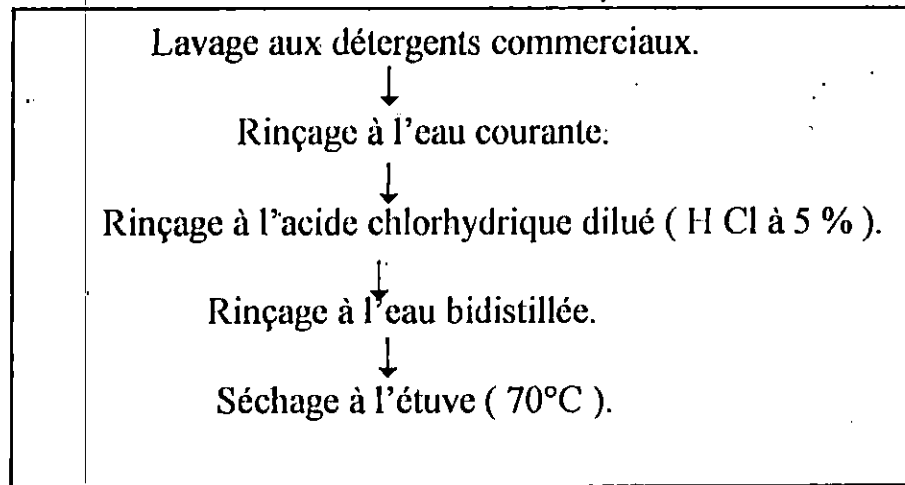 Lavage aux détergents commerciaux.
Rinçage à l'eau courante.
Rinçage à l'acide chlorhydrique dilué ( H Cl à 5 % ).
Rinçage à l'eau bidistillée.
Séchage à l'étuve ( 70°C ).